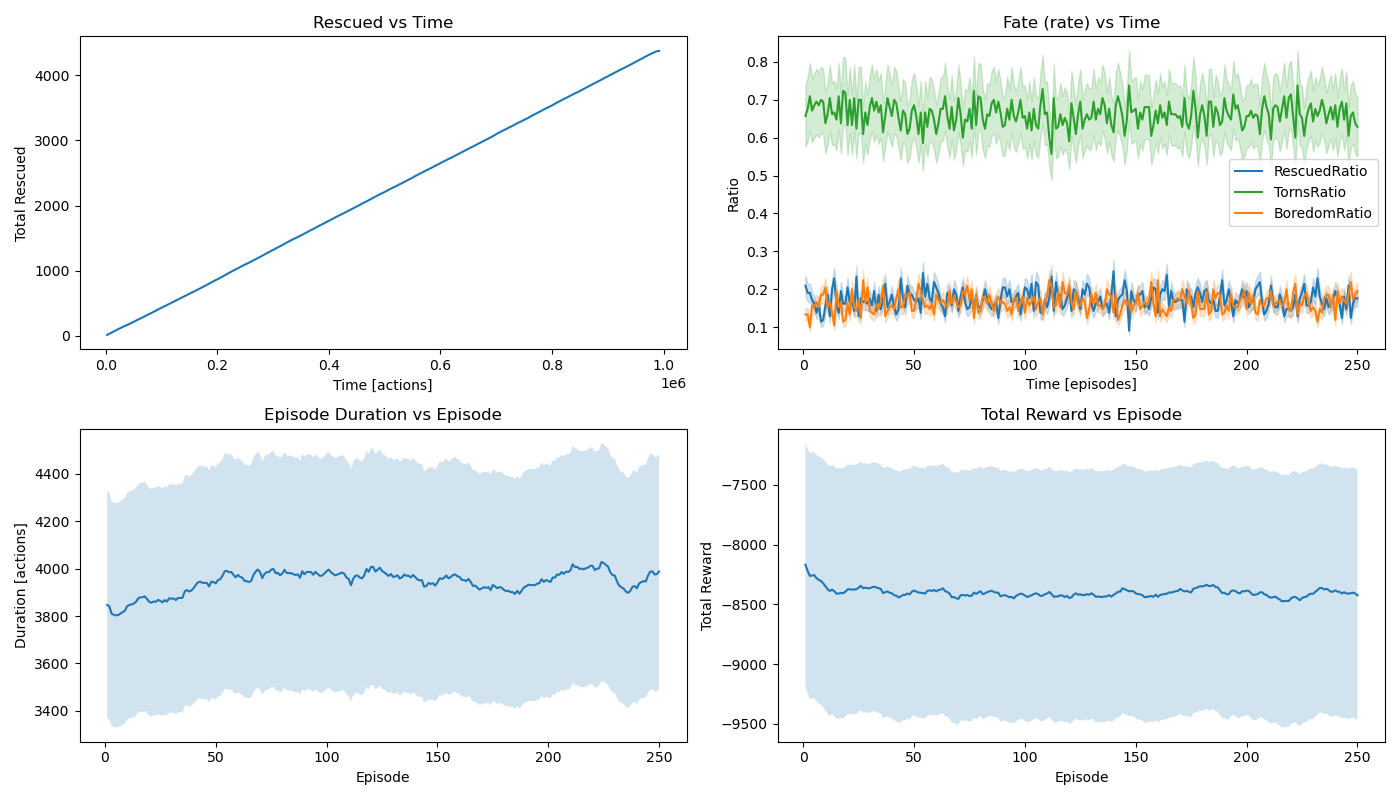 Rescued vs Time
Total Rescued
4000
3000
2000
1000
0
0.0 0.2 0.4 0.6 0.8 1.0
1e6
Time [actions]
Fate (rate) vs Time
Ratio
0.8
0.7
0.6
0.5
0.4
0.3
0.2
0.1
RescuedRatio
TornsRatio
BoredomRatio
0 50 100 150 200 250
Time [episodes]
Episode Duration vs Episode
Duration [actions]
4400
4200
4000
3800
3600
3400
0 50 100 150 200 250
Episode
Total Reward vs Episode
Total Reward
−7500
−8000
−8500
−9000
−9500
0 50 100 150 200 250
Episode